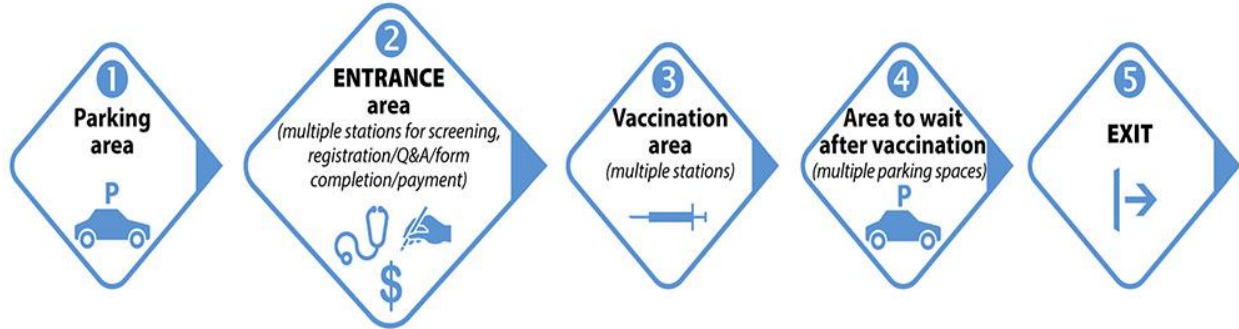 1
Parking
area
P
2
ENTRANCE
area
(multiple stations for screening,
registration/Q&A/form
completion/payment)
$
3
Vaccination
area
(multiple stations)
4
Area to wait
after vaccination
(multiple parking spaces)
P
5
EXIT